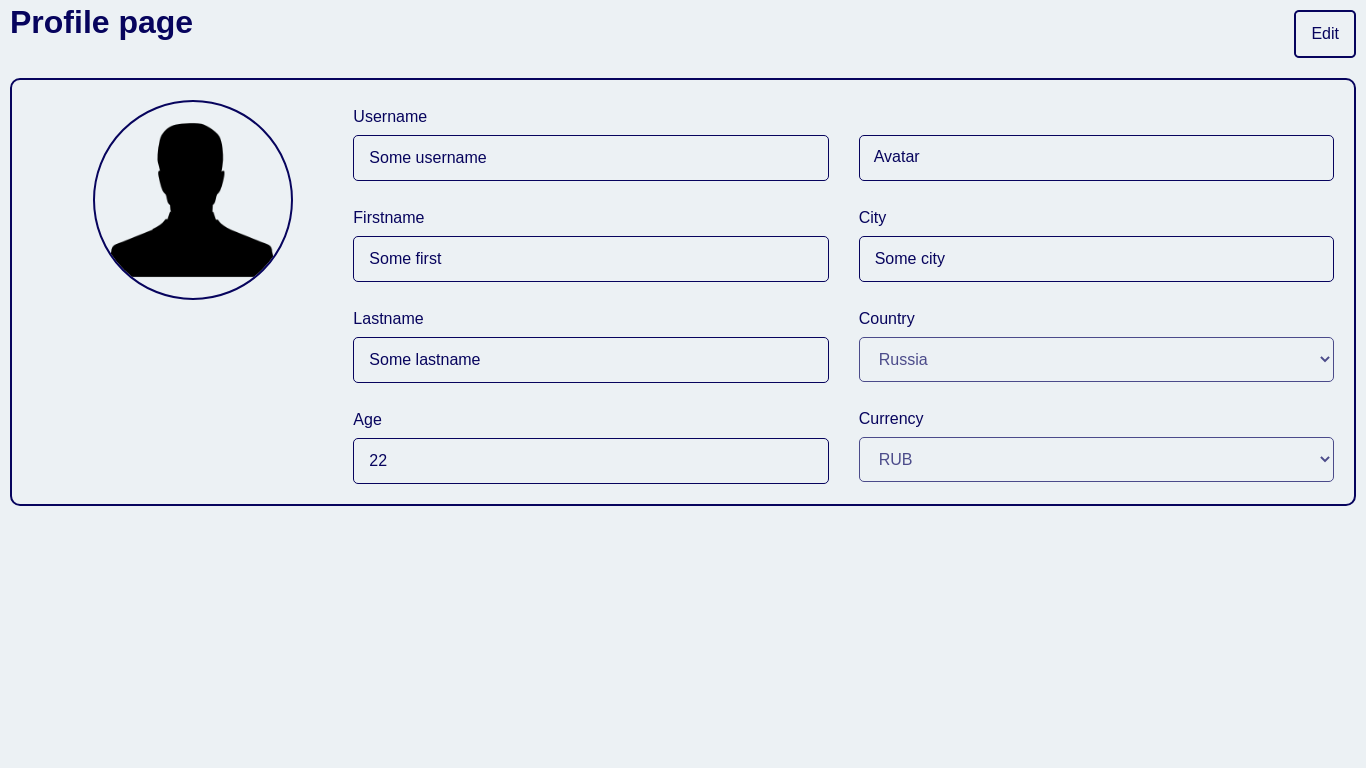 Profile page
Edit
Username
Some username
Avatar
Firstname
Some first
City
Some city
Lastname
Some lastname
Country
Russia
Age
22
Currency
RUB